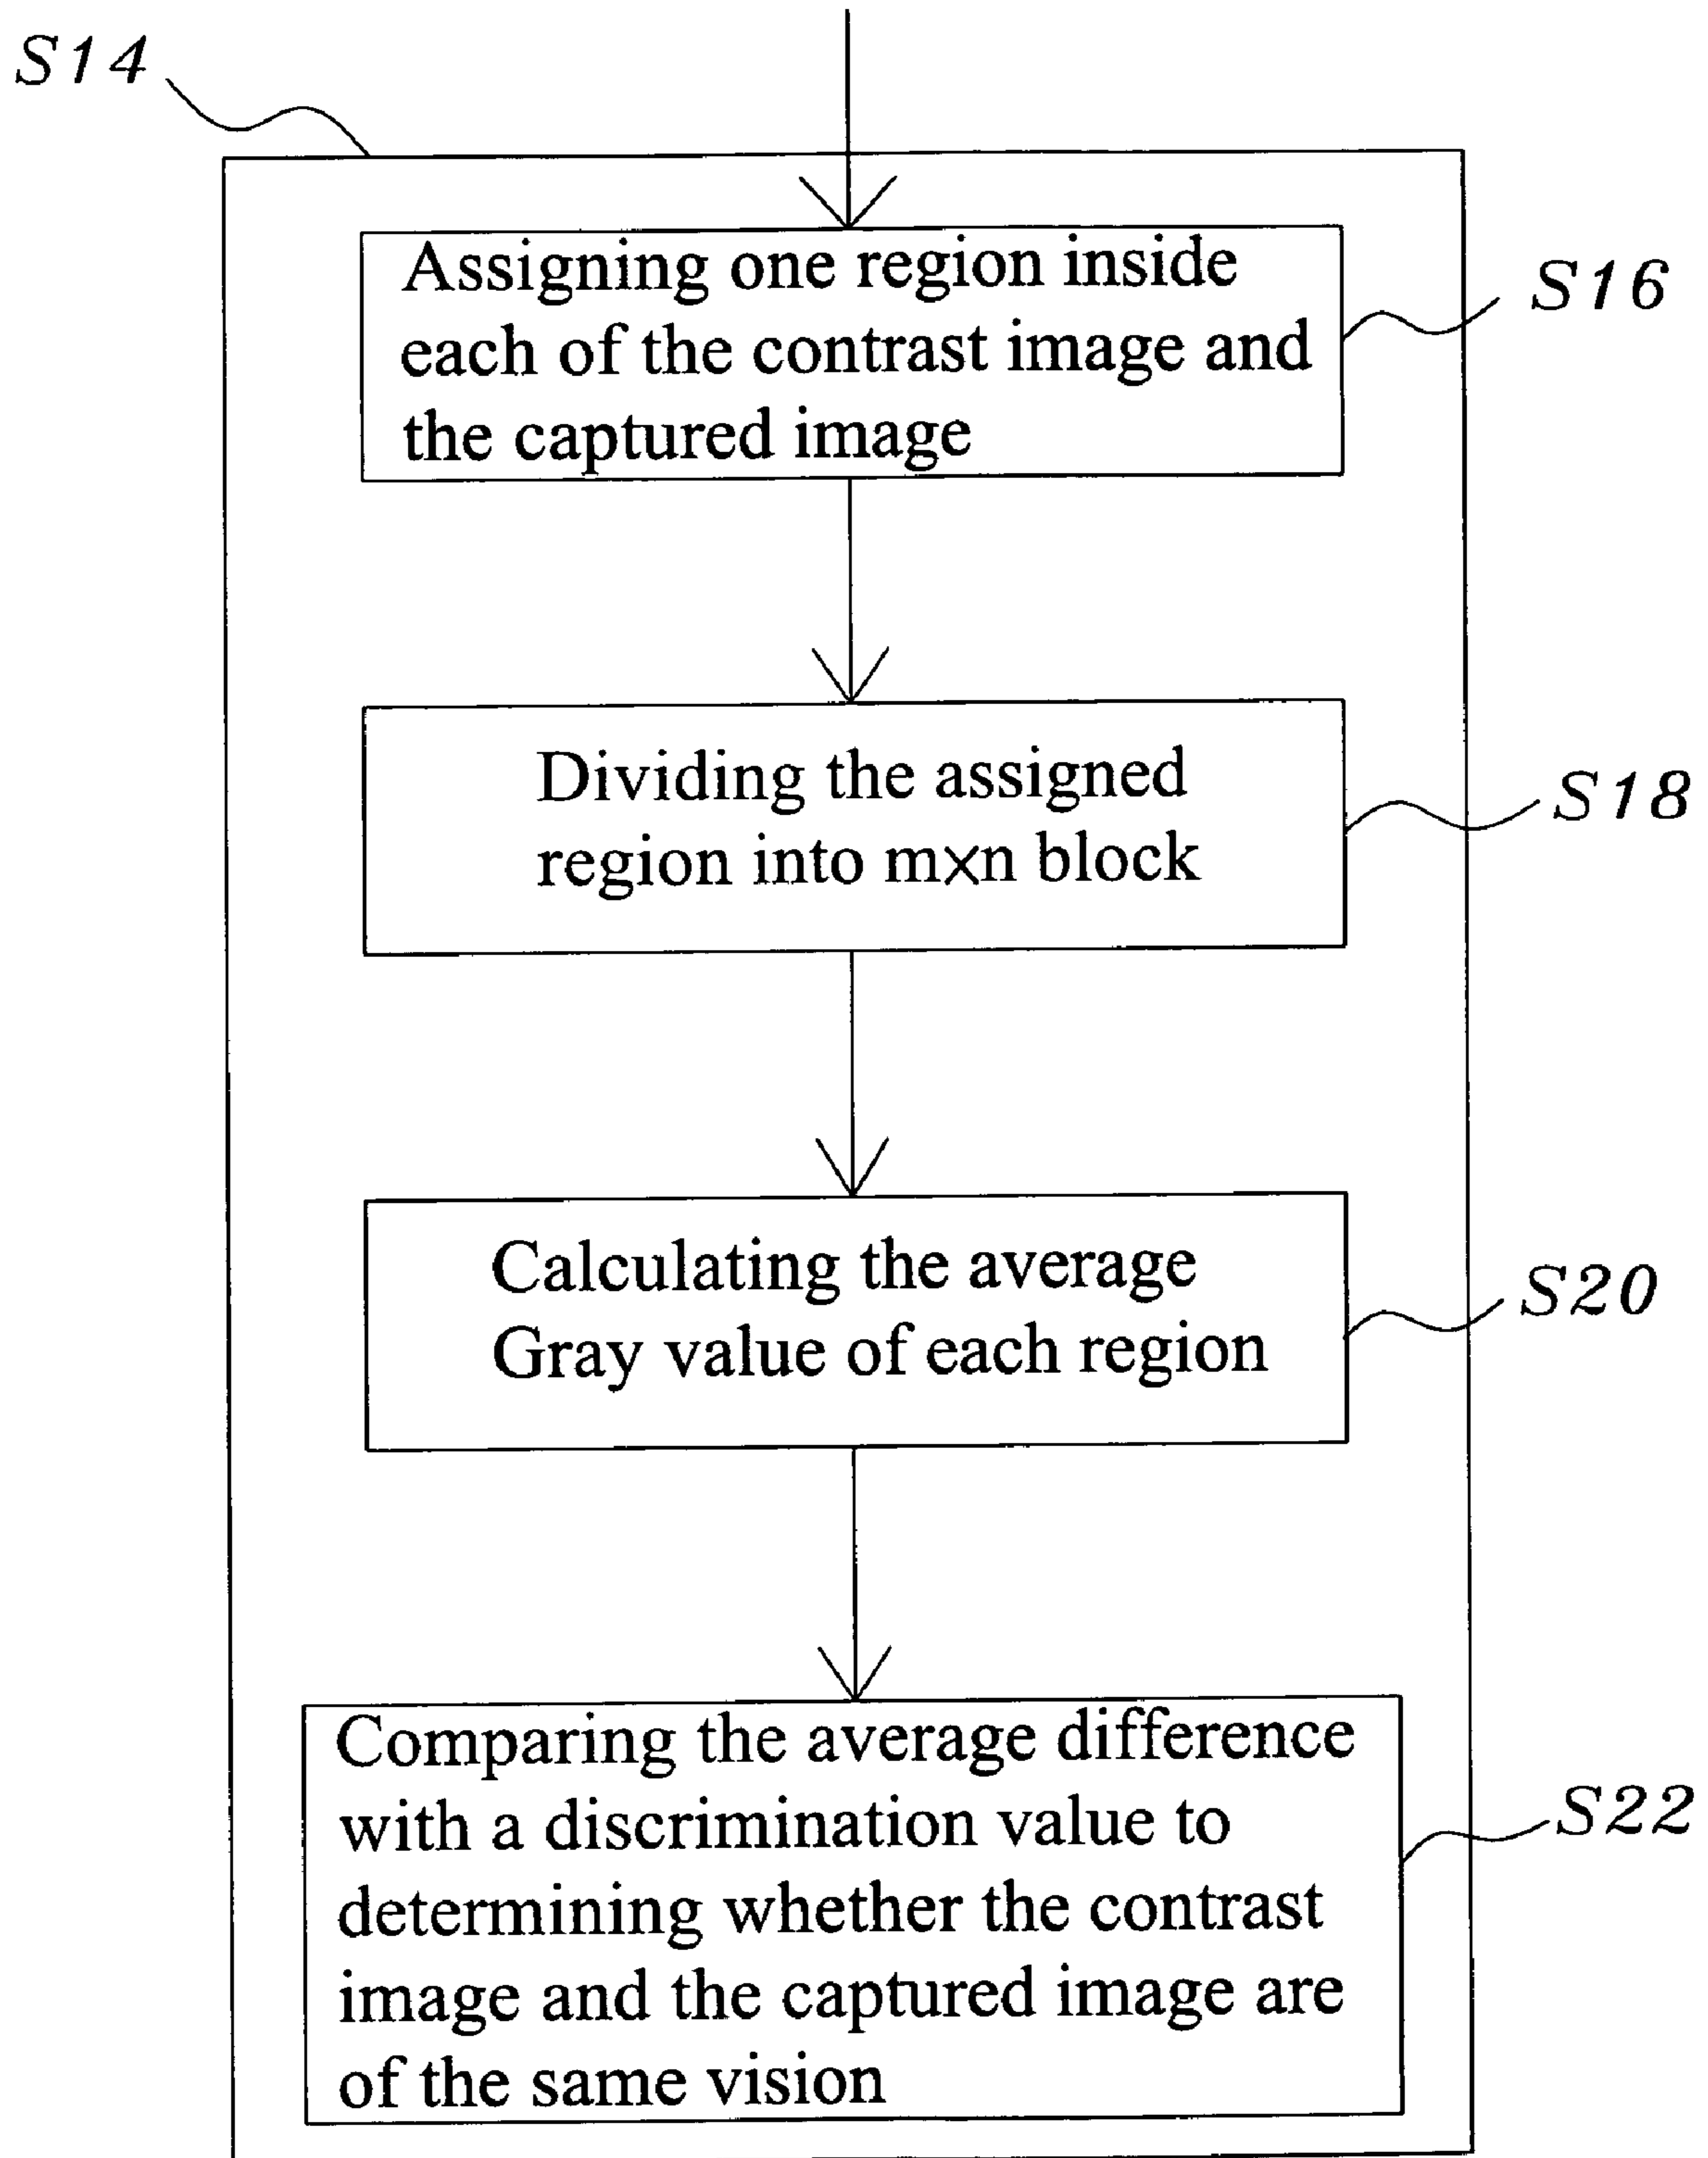 S14
Assigning one region inside
each of the contrast image and
the captured image
S16
Dividing the assigned
region into m×n block
S18
Calculating the average
Gray value of each region
S20
Comparing the average difference
with a discrimination value to
determining whether the contrast
image and the captured image are
of the same vision
S22